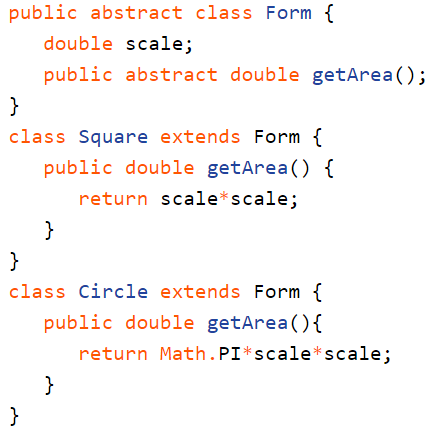 public abstract class Form {
   double scale;
   public abstract double getArea();
}
class Square extends Form {
   public double getArea() {
      return scale*scale;
   }
}
class Circle extends Form {
   public double getArea(){
      return Math.PI*scale*scale;
   }
}